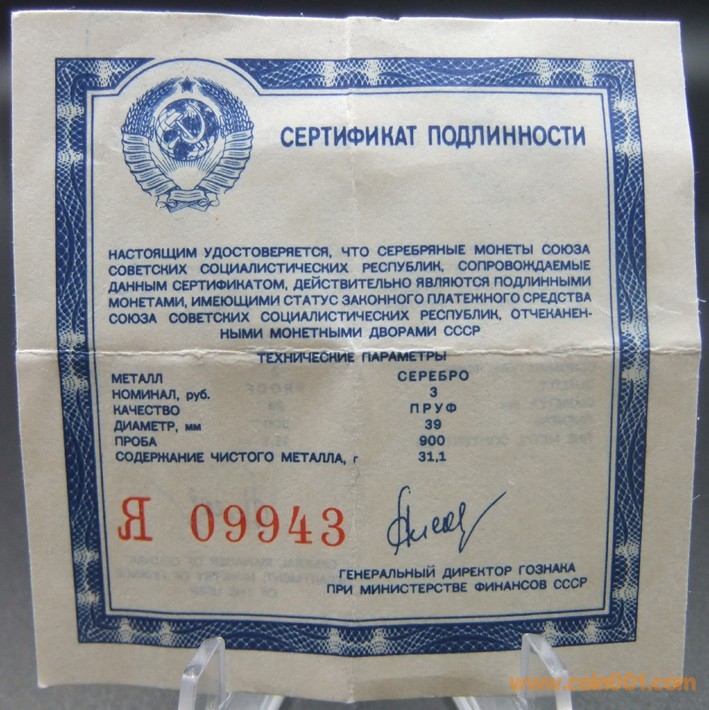 СЕРТИФИКАТ ПОДЛИННОСТИ
НАСТОЯЩИМ УДОСТОВЕРЯЕТСЯ, ЧТО СЕРЕБРЯНЫЕ МОНЕТЫ СОЮЗА
СОВЕТСКИХ СОЦИАЛИСТИЧЕСКИХ РЕСПУБЛИК, СОПРОВОЖДАЕМЫЕ
ДАННЫМ СЕРТИФИКАТОМ, ДЕЙСТВИТЕЛЬНО ЯВЛЯЮТСЯ ПОДЛИННЫМИ
МОНЕТАМИ, ИМЕЮЩИМИ СТАТУС ЗАКОННОГО ПЛАТЕЖНОГО СРЕДСТВА
СОЮЗА СОВЕТСКИХ СОЦИАЛИСТИЧЕСКИХ РЕСПУБЛИК, ОТЧЕКАНЕН-
НЫМИ МОНЕТНЫМИ ДВОРАМИ СССР
ТЕХНИЧЕСКИЕ ПАРАМЕТРЫ
МЕТАЛЛ СЕРЕБРО
НОМИНАЛ, руб. 3
КАЧЕСТВО ПРУФ
ДИАМЕТР, мм 39
ПРОБА 900
СОДЕРЖАНИЕ ЧИСТОГО МЕТАЛЛА, г 31,1
Я 09943
ГЕНЕРАЛЬНЫЙ ДИРЕКТОР ГОЗНАКА
ПРИ МИНИСТЕРСТВЕ ФИНАНСОВ СССР
www.coin001.com